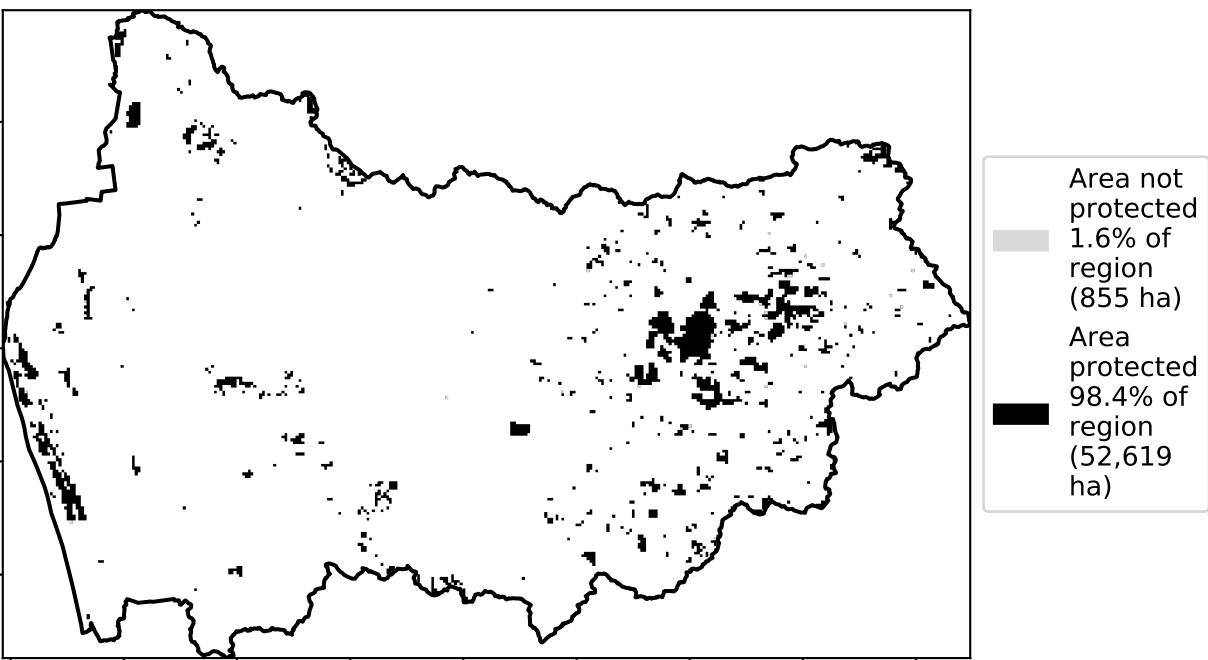 Area not
protected
1.6% of
region
(855 ha)
Area
protected
98.4% of
region
(52,619
ha)